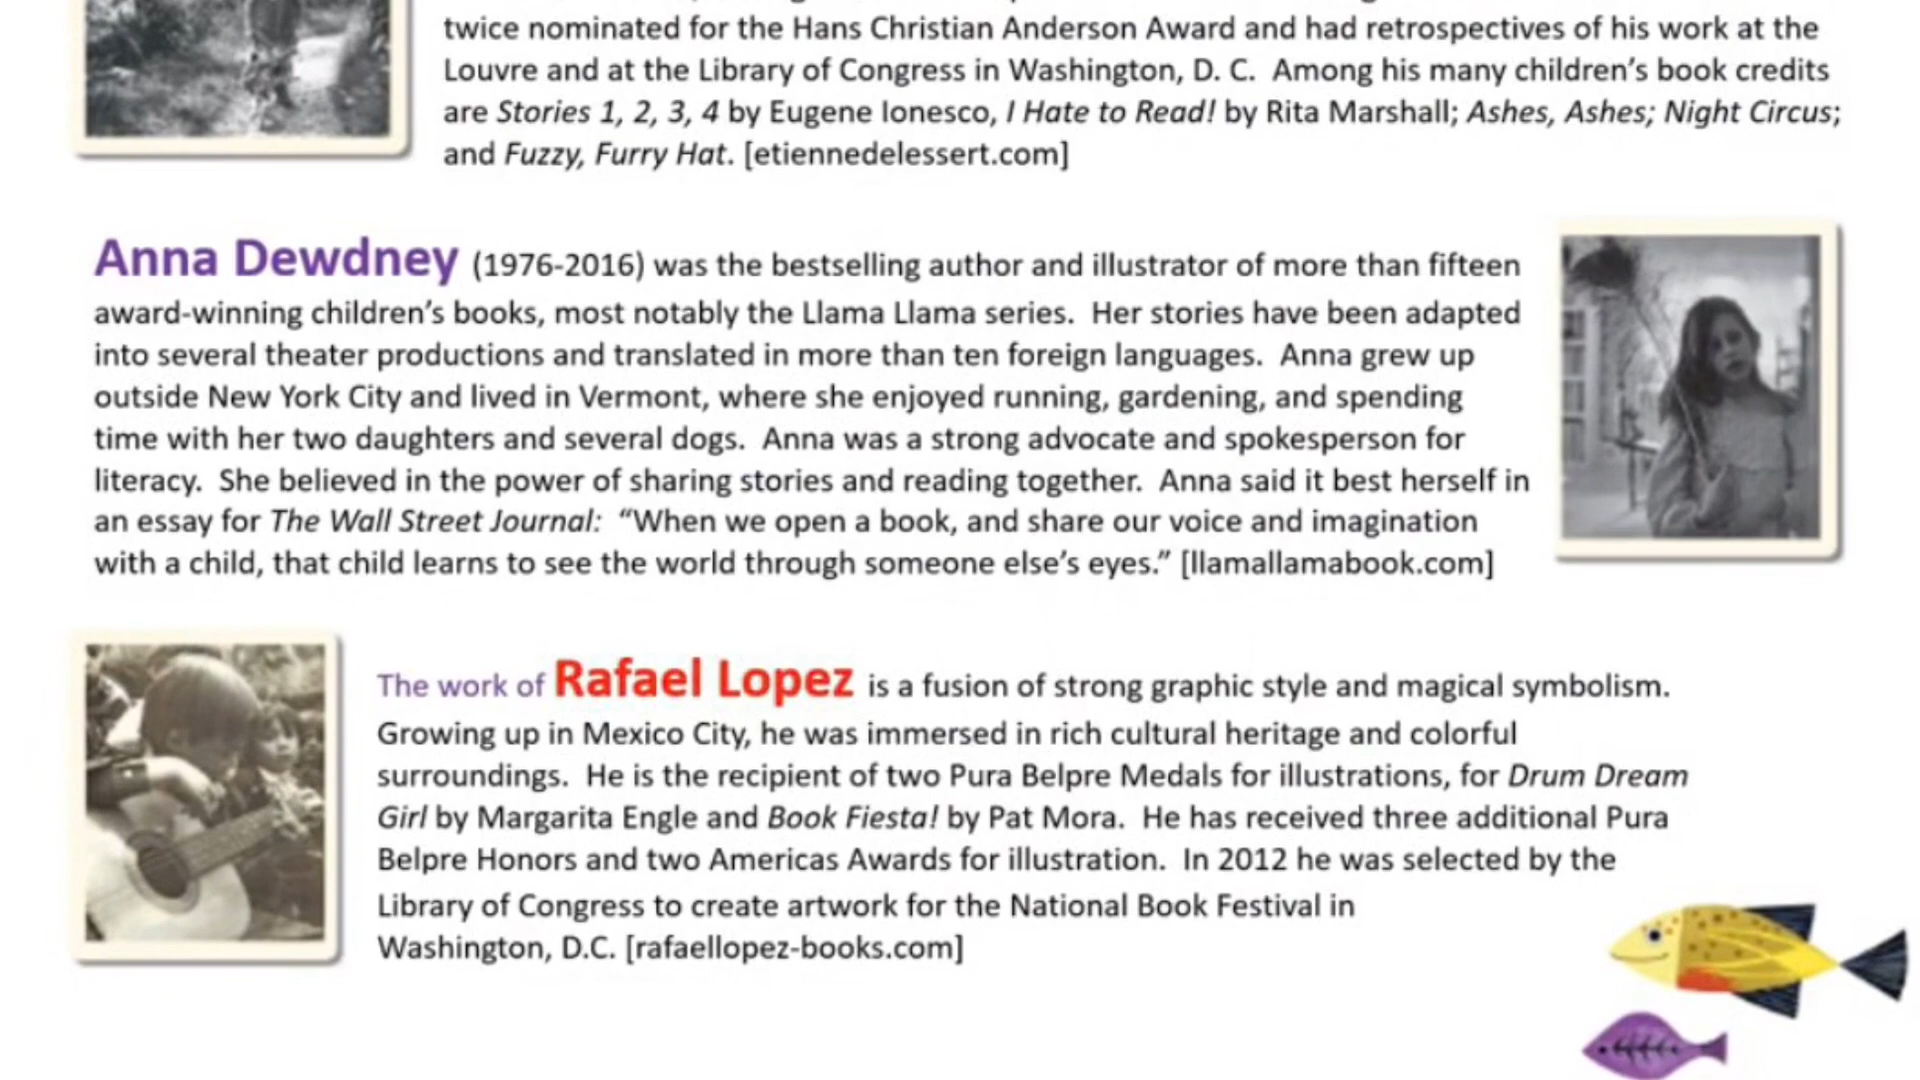 twice nominated for the Hans Christian Anderson Award and had retrospectives of his work at the
Louvre and at the Library of Congress in Washington, D. C.  Among his many children's book credits
are Stories 1, 2, 3, 4 by Eugene Ionesco, I Hate to Read! by Rita Marshall; Ashes, Ashes; Night Circus;
and Fuzzy, Furry Hat. [etiennedelessert.com]
Anna Dewdney (1976-2016) was the bestselling author and illustrator of more than fifteen
award-winning children's books, most notably the Llama Llama series.  Her stories have been adapted
into several theater productions and translated in more than ten foreign languages.  Anna grew up
outside New York City and lived in Vermont, where she enjoyed running, gardening, and spending
time with her two daughters and several dogs.  Anna was a strong advocate and spokesperson for
literacy.  She believed in the power of sharing stories and reading together.  Anna said it best herself in
an essay for The Wall Street Journal:  “When we open a book, and share our voice and imagination
with a child, that child learns to see the world through someone else's eyes.” [llamallamabook.com]
The work of Rafael Lopez is a fusion of strong graphic style and magical symbolism.
Growing up in Mexico City, he was immersed in rich cultural heritage and colorful
surroundings.  He is the recipient of two Pura Belpre Medals for illustrations, for Drum Dream
Girl by Margarita Engle and Book Fiesta! by Pat Mora.  He has received three additional Pura
Belpre Honors and two Americas Awards for illustration.  In 2012 he was selected by the
Library of Congress to create artwork for the National Book Festival in
Washington, D.C. [rafaellopez-books.com]